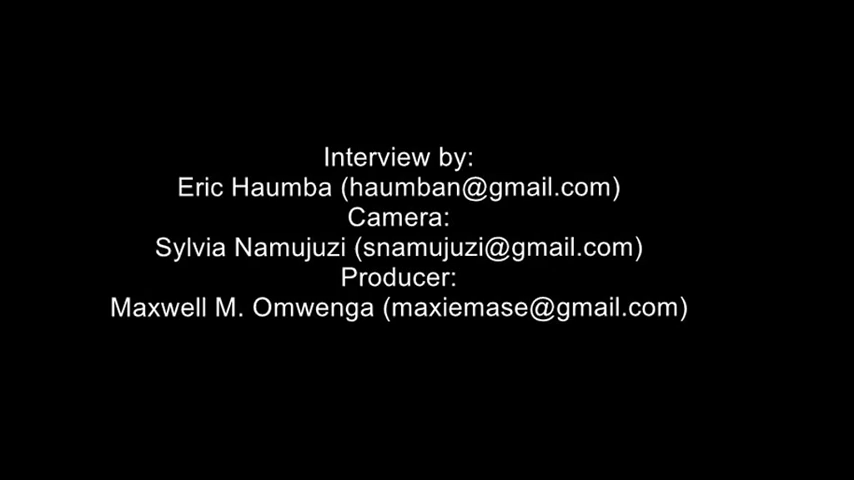 Interview by:
Eric Haumba (haumban@gmail.com)
Camera:
Sylvia Namujuzi (snamujuzi@gmail.com)
Producer:
Maxwell M. Omwenga (maxiemase@gmail.com)